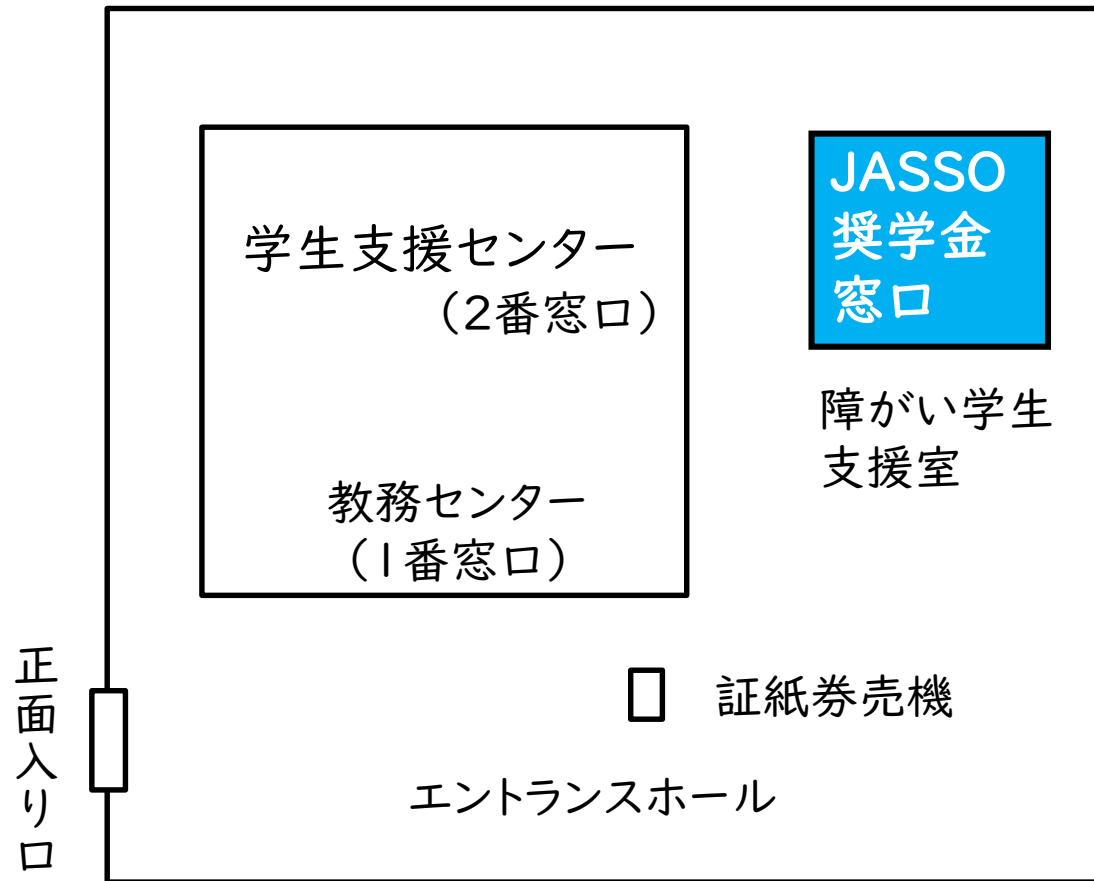 学生支援センター
（2番窓口）
JASSO
奨学金
窓口
障がい学生
支援室
教務センター
（1番窓口）
正面入り口
証紙券売機
エントランスホール